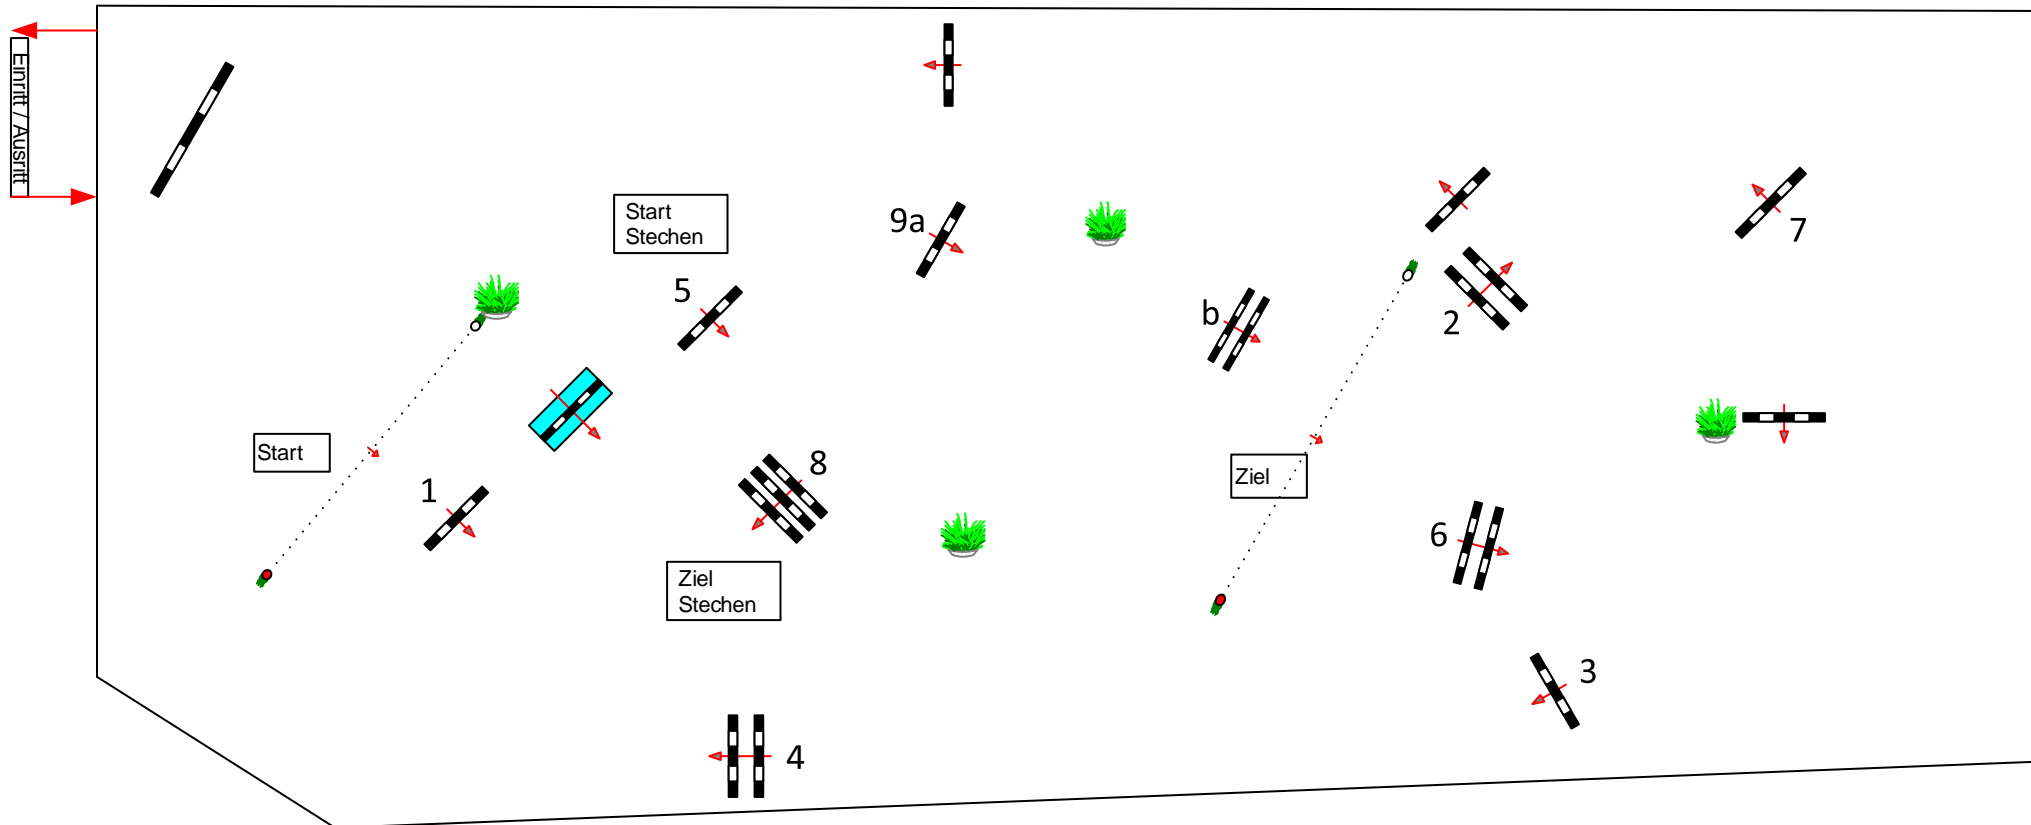 Einritt / Ausritt
Start
Stechen
9a
7
5
b
2
Start
1
8
Ziel
6
Ziel
Stechen
3
4